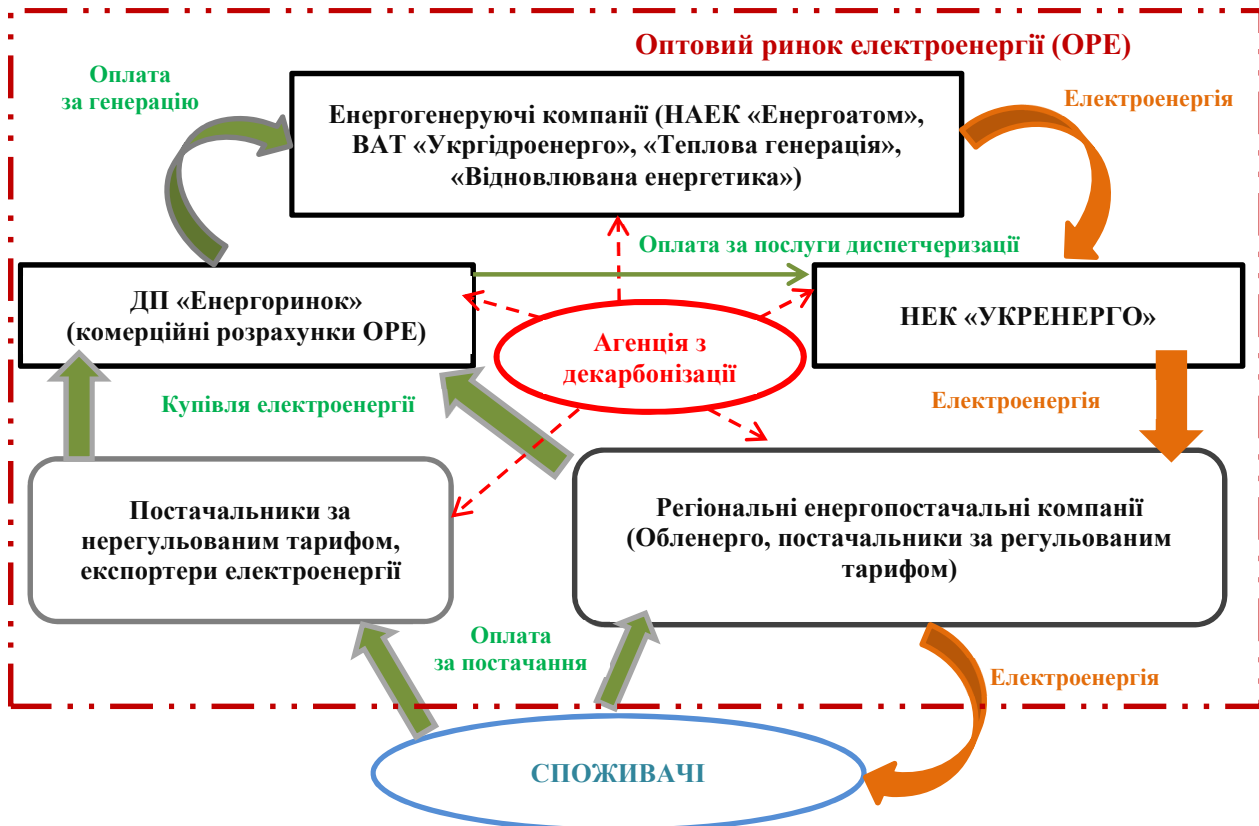 Оптовий ринок електроенергії (ОРЕ)
Оплата
за генерацію
Енергогенеруючі компанії (НАЕК «Енергоатом»,
ВАТ «Укргідроенерго», «Теплова генерація»,
«Відновлювана енергетика»)
Електроенергія
Оплата за послуги диспетчеризації
ДП «Енергоринок»
(комерційні розрахунки ОРЕ)
НЕК «УКРЕНЕРГО»
Агенція з
декарбонізації
Купівля електроенергії
Електроенергія
Постачальники за
нерегульованим тарифом,
експортери електроенергії
Регіональні енергопостачальні компанії
(Обленерго, постачальники за регульованим
тарифом)
Оплата
за постачання
Електроенергія
СПОЖИВАЧІ